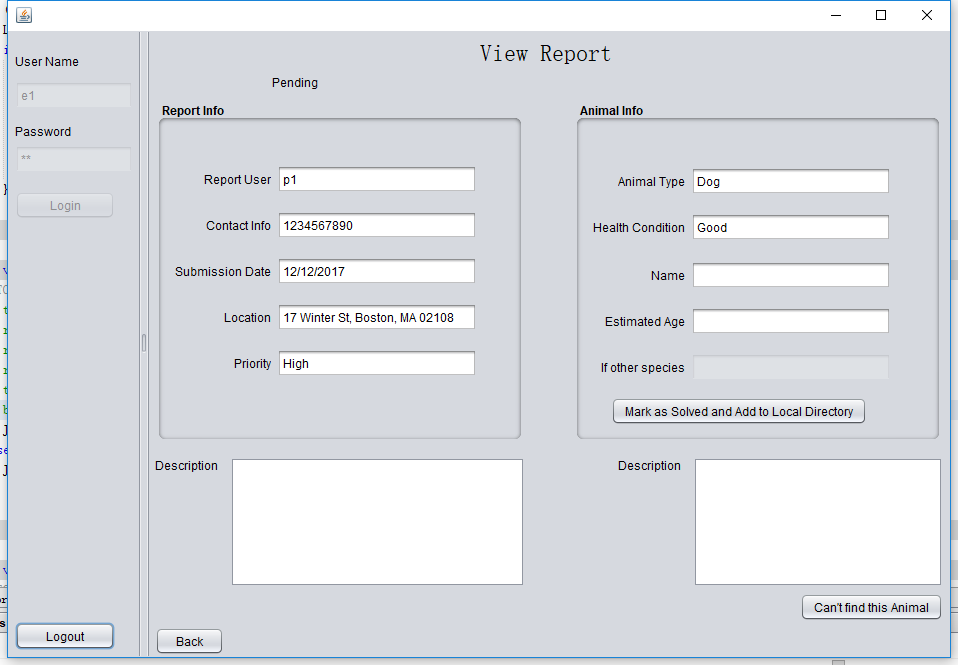 View Report
User Name
e1
Password
**
Login
Logout
Pending
Report Info
Report User p1
Contact Info 1234567890
Submission Date 12/12/2017
Location 17 Winter St, Boston, MA 02108
Priority High
Description
Back
Animal Info
Animal Type Dog
Health Condition Good
Name
Estimated Age
If other species
Mark as Solved and Add to Local Directory
Description
Can't find this Animal